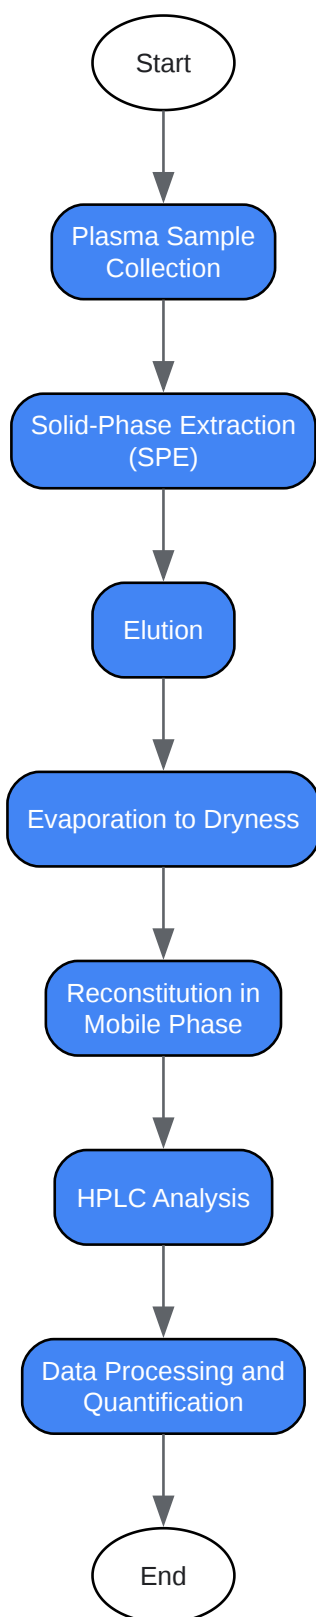 Start
Plasma Sample
Collection
Solid-Phase Extraction
(SPE)
Elution
Evaporation to Dryness
Reconstitution in
Mobile Phase
HPLC Analysis
Data Processing and
Quantification
End